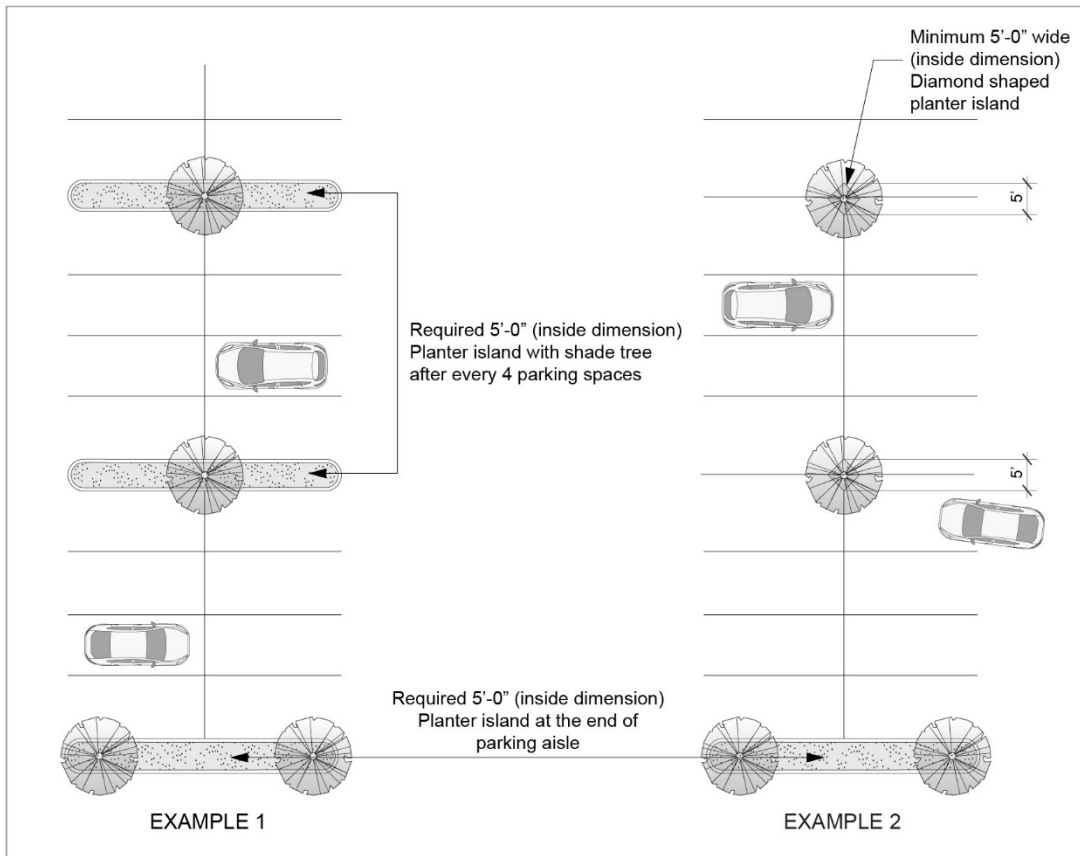 Minimum 5’-0” wide
(inside dimension)
Diamond shaped
planter island
5’
Required 5’-0” (inside dimension)
Planter island with shade tree
after every 4 parking spaces
5’
Required 5’-0” (inside dimension)
Planter island at the end of
parking aisle
EXAMPLE 1
EXAMPLE 2